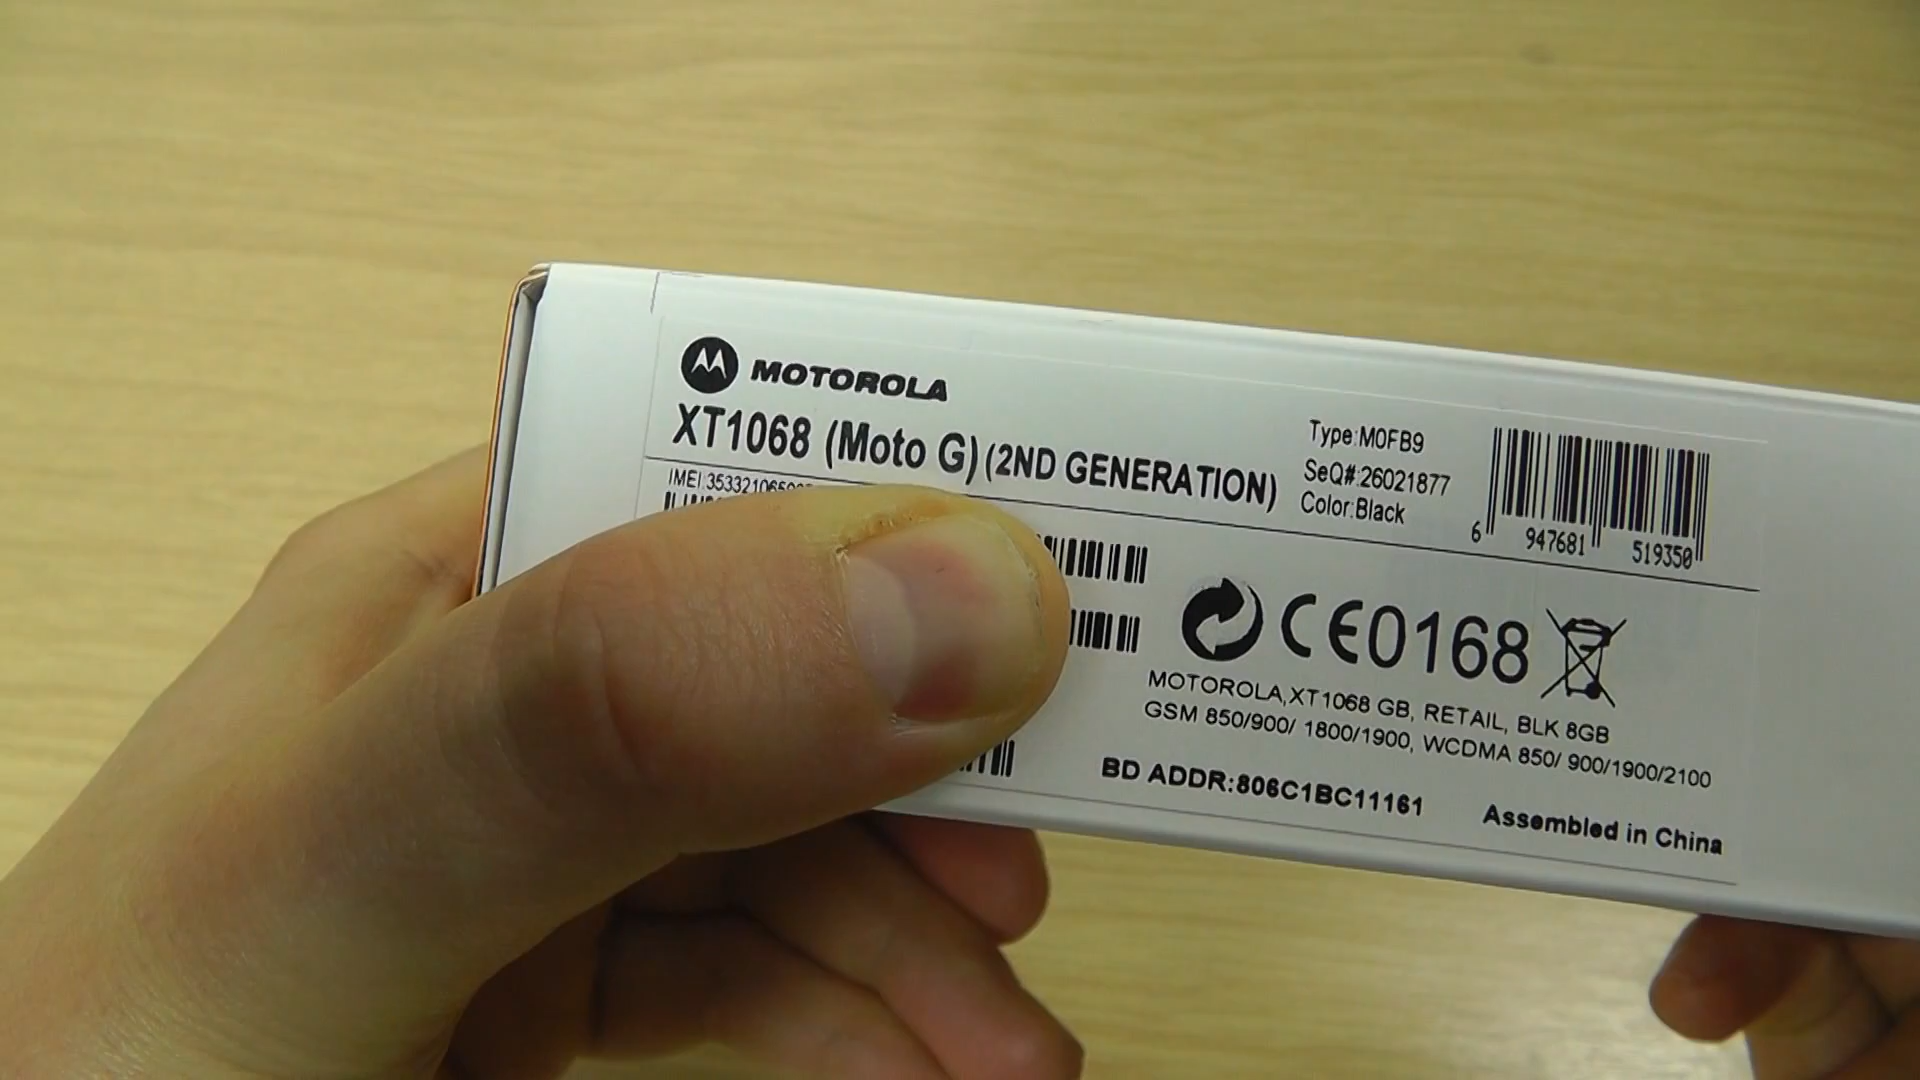 MOTOROLA
XT1068 (Moto G) (2ND GENERATION)
Type:M0FB9
SeQ#:26021877
Color:Black
6 947681 519350
CE0168
MOTOROLA,XT1068 GB, RETAIL, BLK 8GB
GSM 850/900/ 1800/1900, WCDMA 850/ 900/1900/2100
BD ADDR:806C1BC11161
Assembled in China